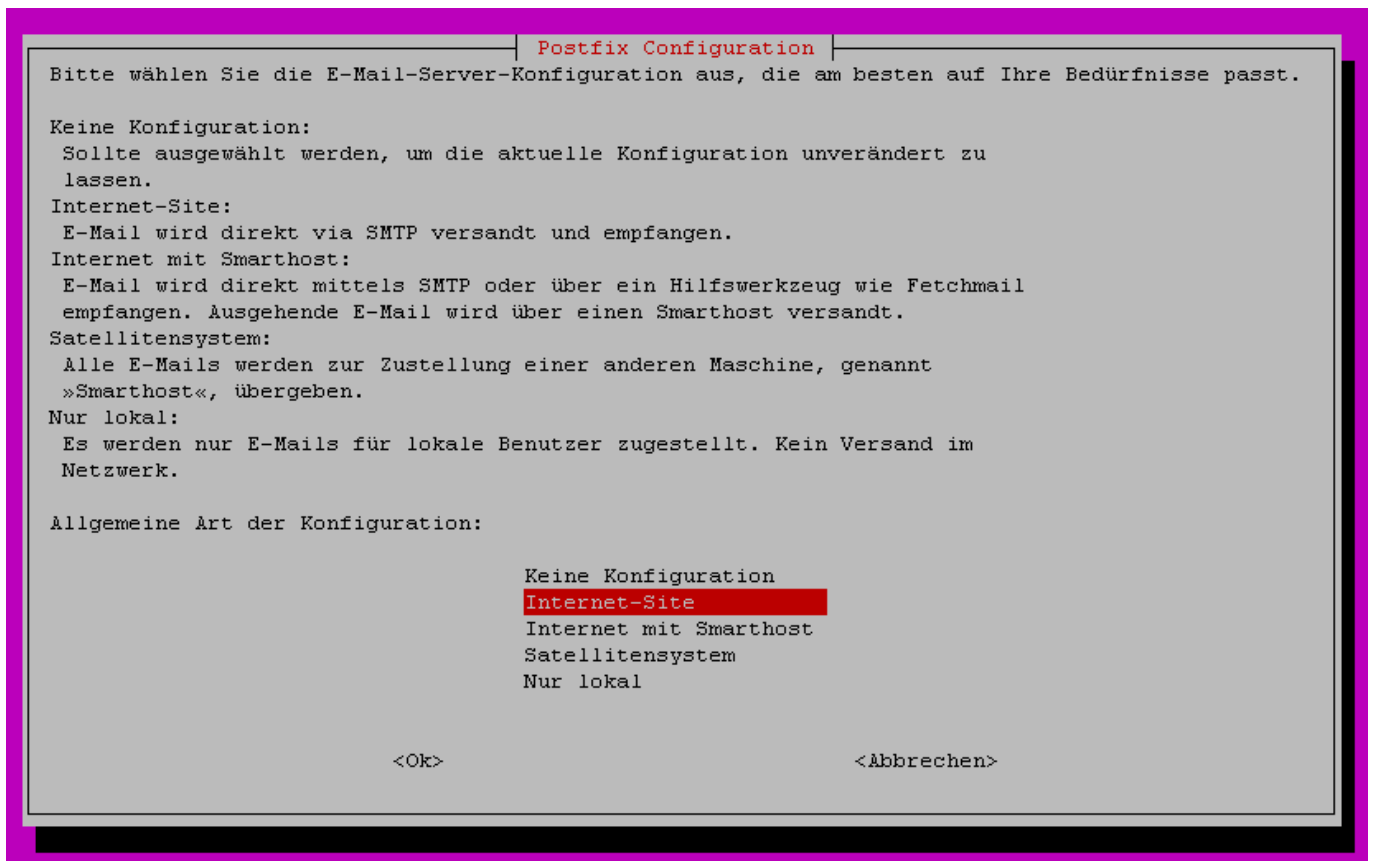 Postfix Configuration
Bitte wählen Sie die E-Mail-Server-Konfiguration aus, die am besten auf Ihre Bedürfnisse passt.
Keine Konfiguration:
Sollte ausgewählt werden, um die aktuelle Konfiguration unverändert zu
lassen.
Internet-Site:
E-Mail wird direkt via SMTP versandt und empfangen.
Internet mit Smarthost:
E-Mail wird direkt mittels SMTP oder über ein Hilfswerkzeug wie Fetchmail
empfangen. Ausgehende E-Mail wird über einen Smarthost versandt.
Satellitensystem:
Alle E-Mails werden zur Zustellung einer anderen Maschine, genannt
»Smarthost«, übergeben.
Nur lokal:
Es werden nur E-Mails für lokale Benutzer zugestellt. Kein Versand im
Netzwerk.
Allgemeine Art der Konfiguration:
Keine Konfiguration
Internet-Site
Internet mit Smarthost
Satellitensystem
Nur lokal
<Ok> <Abbrechen>